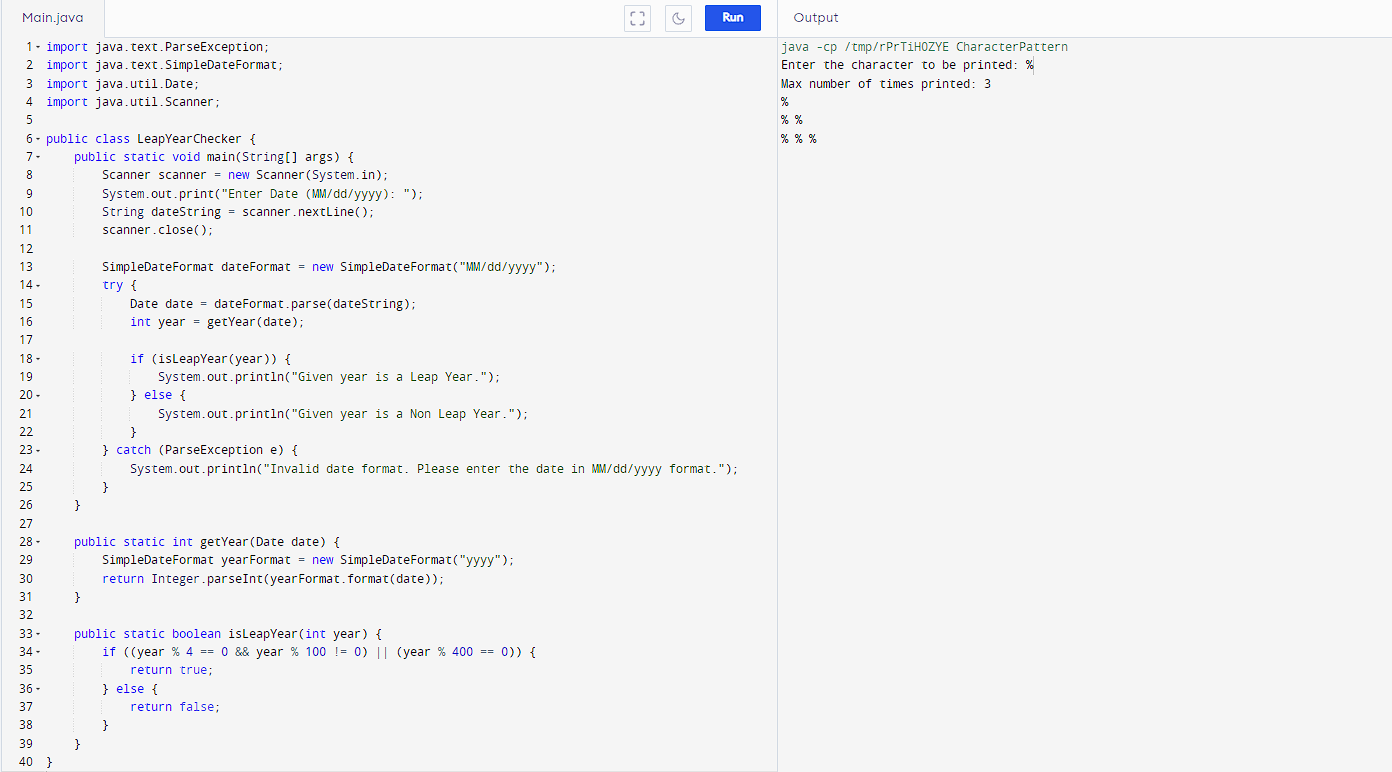 Main.java
Run
Output
1 import java.text.ParseException;
2 import java.text.SimpleDateFormat;
3 import java.util.Date;
4 import java.util.Scanner;
5
6 public class LeapYearChecker {
7     public static void main(String[] args) {
8         Scanner scanner = new Scanner(System.in);
9         System.out.print("Enter Date (MM/dd/yyyy): ");
10         String dateString = scanner.nextLine();
11         scanner.close();
12
13         SimpleDateFormat dateFormat = new SimpleDateFormat("MM/dd/yyyy");
14         try {
15             Date date = dateFormat.parse(dateString);
16             int year = getYear(date);
17
18             if (isLeapYear(year)) {
19                 System.out.println("Given year is a Leap Year.");
20             } else {
21                 System.out.println("Given year is a Non Leap Year.");
22             }
23         } catch (ParseException e) {
24             System.out.println("Invalid date format. Please enter the date in MM/dd/yyyy format.");
25         }
26     }
27
28     public static int getYear(Date date) {
29         SimpleDateFormat yearFormat = new SimpleDateFormat("yyyy");
30         return Integer.parseInt(yearFormat.format(date));
31     }
32
33     public static boolean isLeapYear(int year) {
34         if ((year % 4 == 0 && year % 100 != 0) || (year % 400 == 0)) {
35             return true;
36         } else {
37             return false;
38         }
39     }
40 }
java -cp /tmp/rPrTiHOZYE CharacterPattern
Enter the character to be printed: %
Max number of times printed: 3
%
% %
% % %